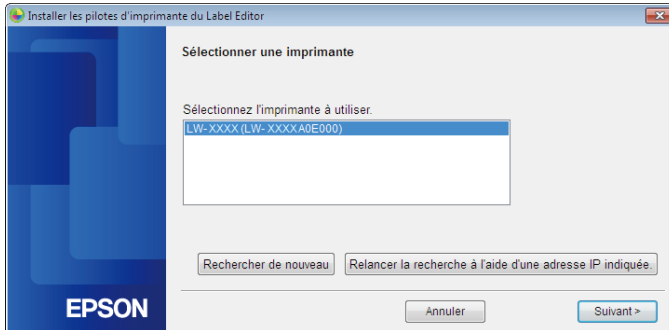 Installer les pilotes d'imprimante du Label Editor
Sélectionner une imprimante
Sélectionnez l'imprimante à utiliser.
LW-XXXX (LW-XXXXA0E000)
Rechercher de nouveau
Relancer la recherche à l'aide d'une adresse IP indiquée.
EPSON
Annuler
Suivant >